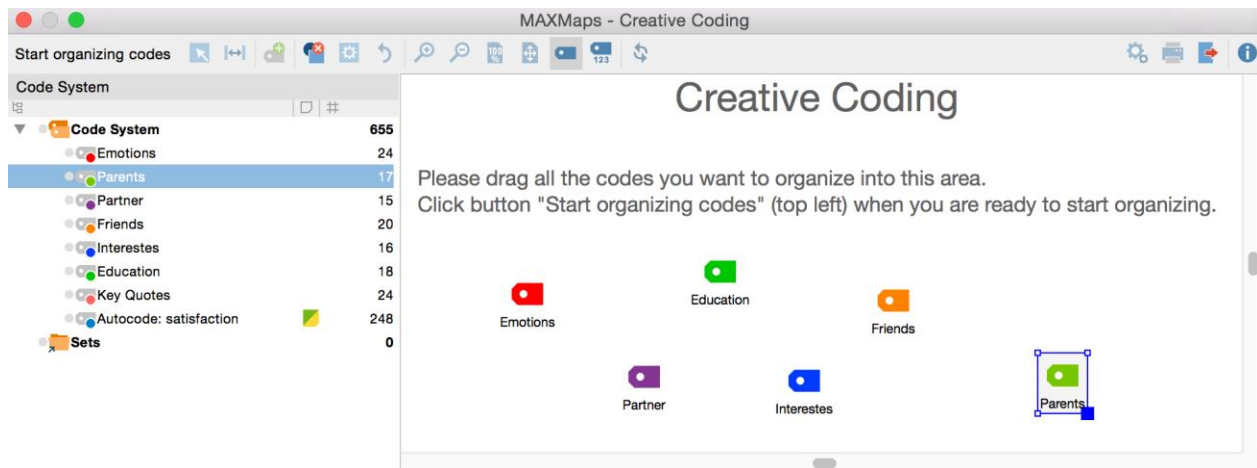 MAXMaps - Creative Coding
Start organizing codes
100
%
123
Code System
#
Code System 655
Emotions 24
Parents 17
Partner 15
Friends 20
Interestes 16
Education 18
Key Quotes 24
Autocode: satisfaction 248
Sets 0
Creative Coding
Please drag all the codes you want to organize into this area.
Click button "Start organizing codes" (top left) when you are ready to start organizing.
Education
Emotions
Friends
Parents
Partner
Interestes